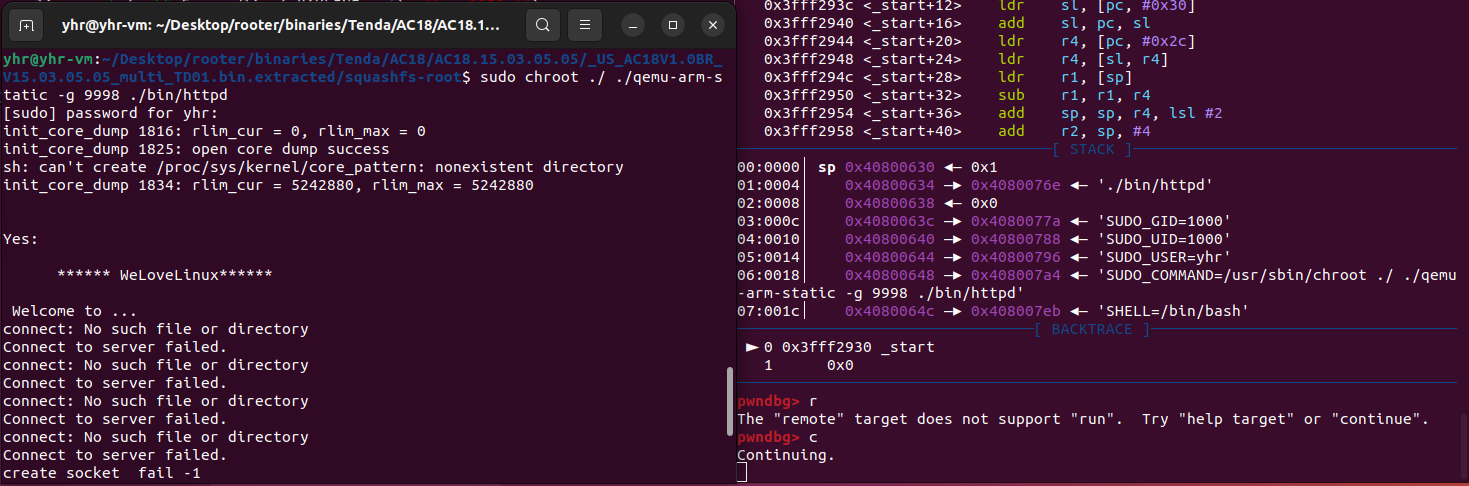 yhr@yhr-vm: ~/Desktop/rooter/binaries/Tenda/AC18/AC18.1...
yhr@yhr-vm:~/Desktop/rooter/binaries/Tenda/AC18/AC18.15.03.05.05/_US_AC18V1.0BR_
V15.03.05.05_multi_TD01.bin.extracted/squashfs-root$ sudo chroot ./ ./qemu-arm-s
tatic -g 9998 ./bin/httpd
[sudo] password for yhr:
init_core_dump 1816: rlim_cur = 0, rlim_max = 0
init_core_dump 1825: open core dump success
sh: can't create /proc/sys/kernel/core_pattern: nonexistent directory
init_core_dump 1834: rlim_cur = 5242880, rlim_max = 5242880
Yes:
****** WeLoveLinux******
Welcome to ...
connect: No such file or directory
Connect to server failed.
connect: No such file or directory
Connect to server failed.
connect: No such file or directory
Connect to server failed.
connect: No such file or directory
Connect to server failed.
create socket  fail -1
0x3fff293c <_start+12>    ldr    sl, [pc, #0x30]
0x3fff2940 <_start+16>    add    sl, pc, sl
0x3fff2944 <_start+20>    ldr    r4, [pc, #0x2c]
0x3fff2948 <_start+24>    ldr    r4, [sl, r4]
0x3fff294c <_start+28>    ldr    r1, [sp]
0x3fff2950 <_start+32>    sub    r1, r1, r4
0x3fff2954 <_start+36>    add    sp, sp, r4, lsl #2
0x3fff2958 <_start+40>    add    r2, sp, #4
[ STACK ]
00:0000│ sp 0x40800630 ◂— 0x1
01:0004│    0x40800634 —▸ 0x4080076e ◂— './bin/httpd'
02:0008│    0x40800638 ◂— 0x0
03:000c│    0x4080063c —▸ 0x4080077a ◂— 'SUDO_GID=1000'
04:0010│    0x40800640 —▸ 0x40800788 ◂— 'SUDO_UID=1000'
05:0014│    0x40800644 —▸ 0x40800796 ◂— 'SUDO_USER=yhr'
06:0018│    0x40800648 —▸ 0x408007a4 ◂— 'SUDO_COMMAND=/usr/sbin/chroot ./ ./qemu
-arm-static -g 9998 ./bin/httpd'
07:001c│    0x4080064c —▸ 0x408007eb ◂— 'SHELL=/bin/bash'
[ BACKTRACE ]
► 0 0x3fff2930 _start
1      0x0
pwndbg> r
The "remote" target does not support "run".  Try "help target" or "continue".
pwndbg> c
Continuing.